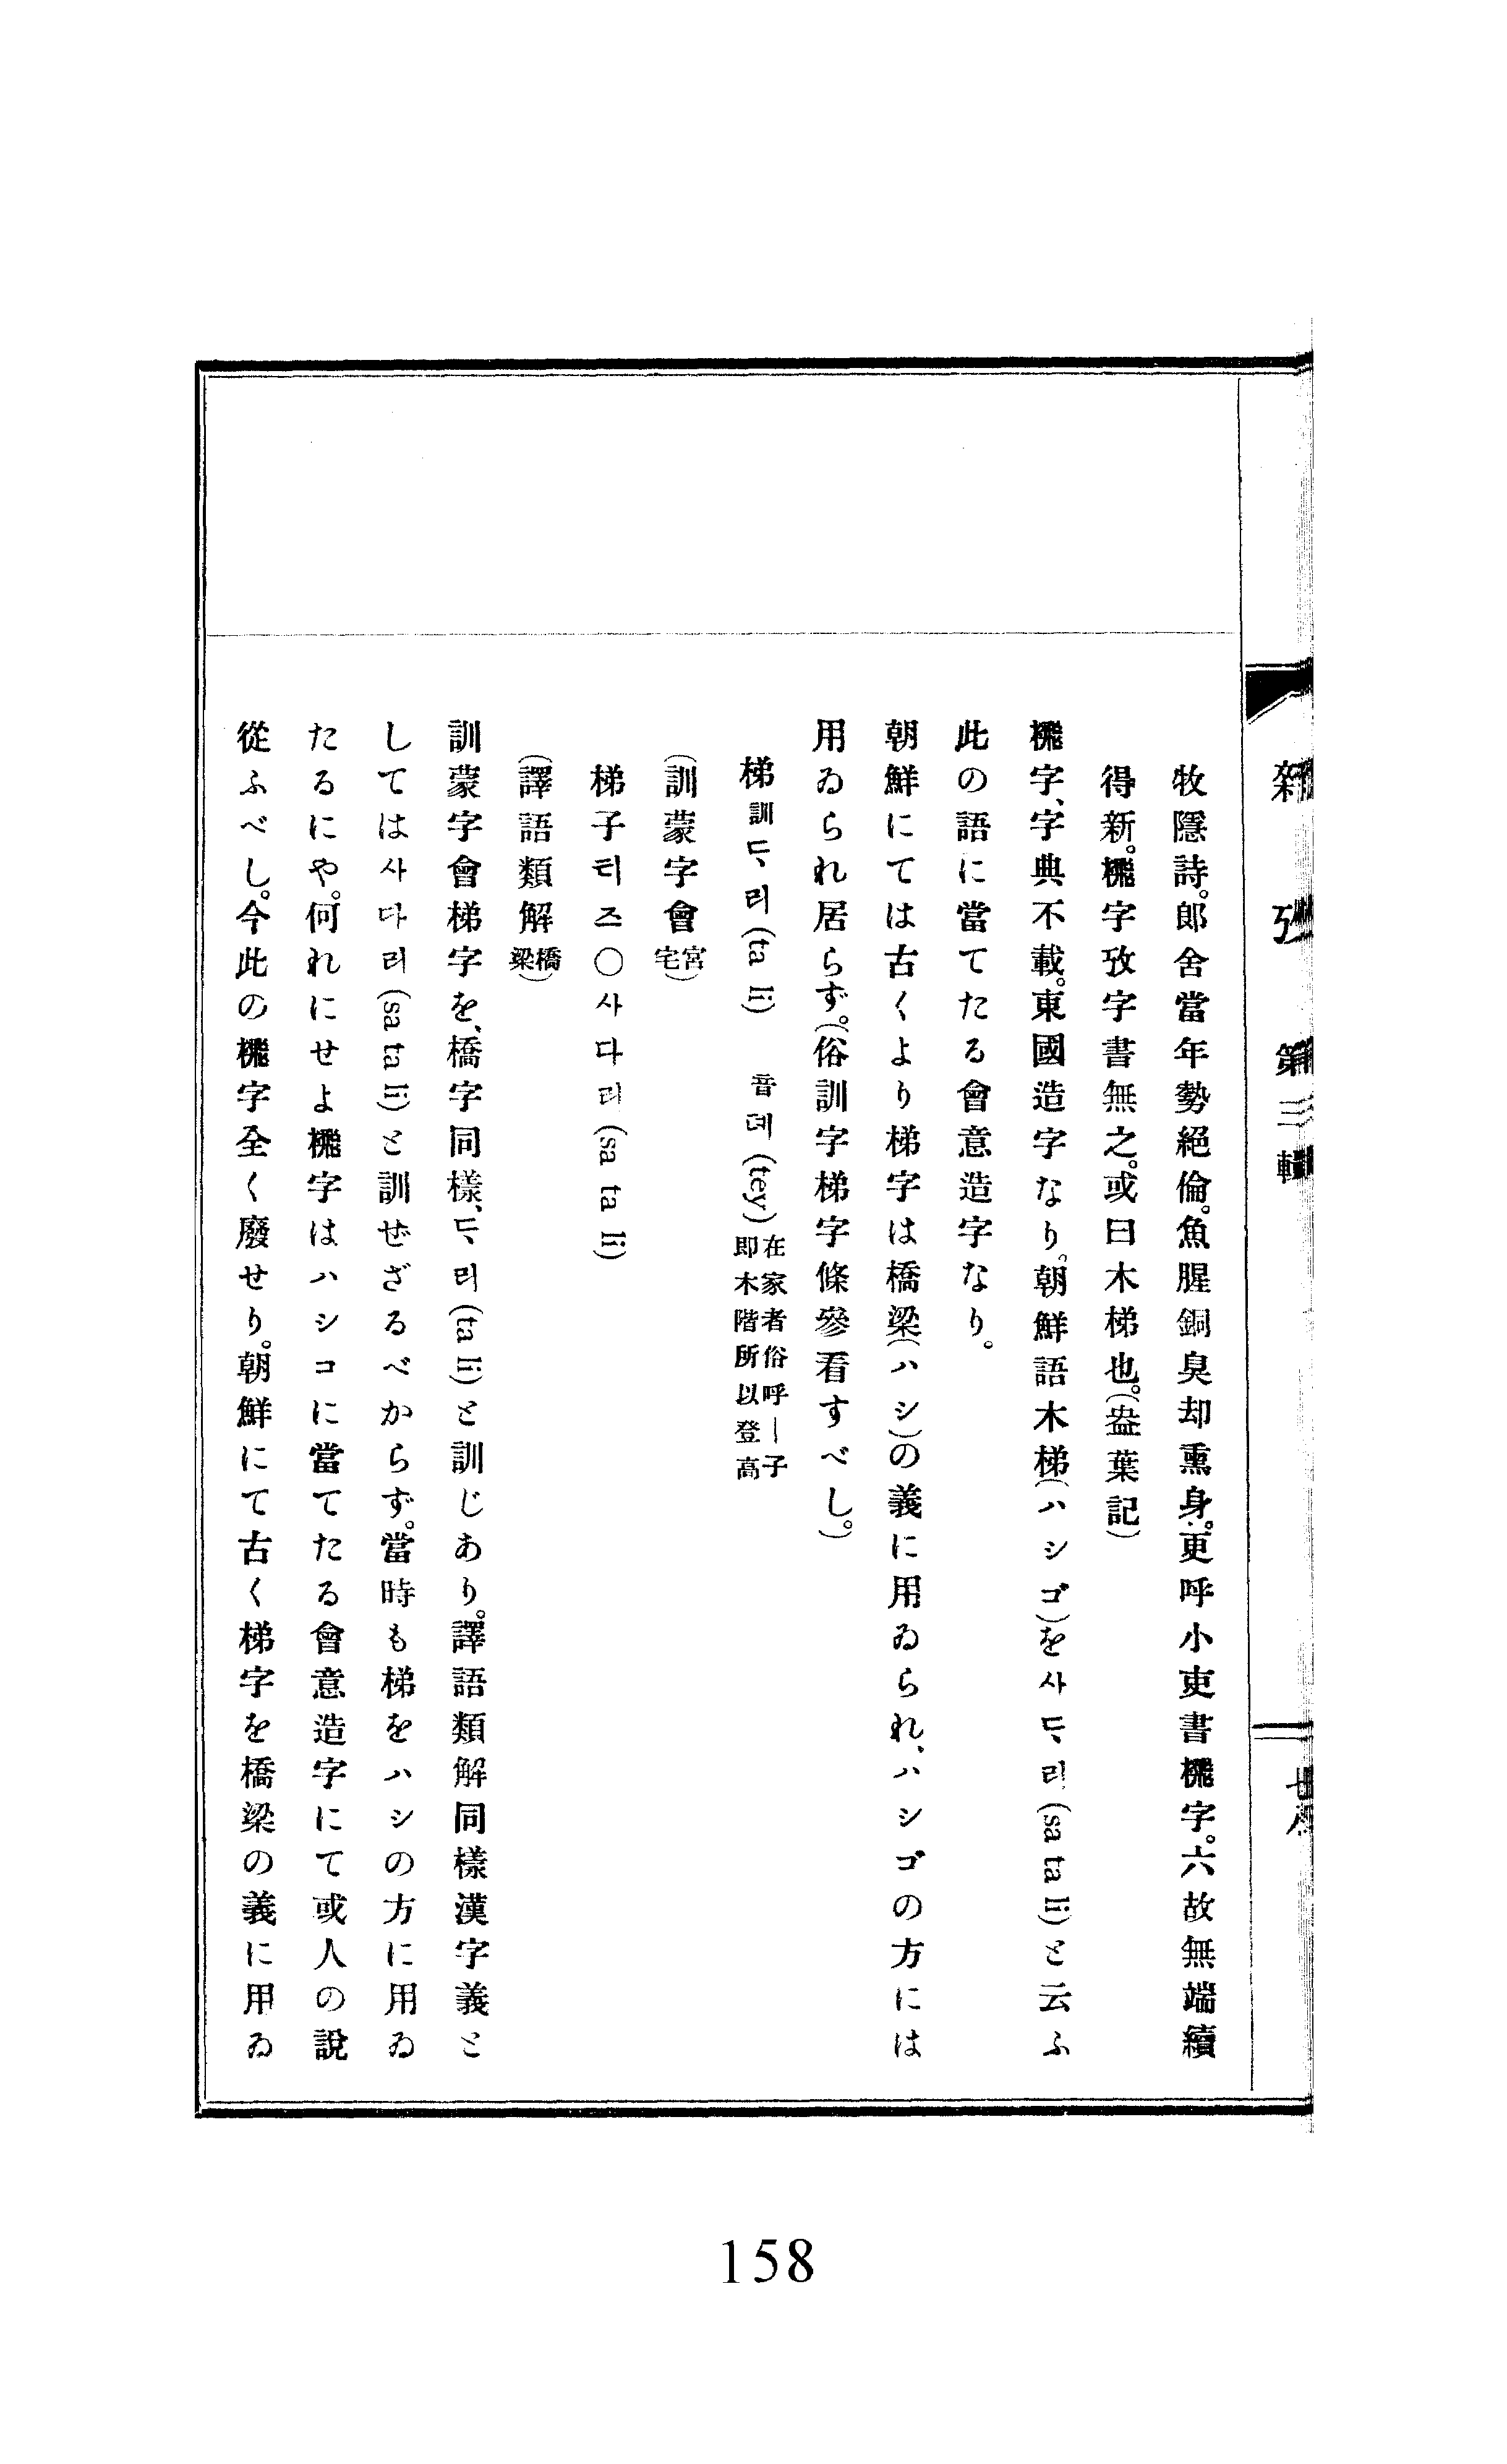 牧隱詩。郞舍當年勢絕倫。魚腥銅臭却熏身。更呼小吏書𣛴字。六故無端續
得新。𣛴字攷字書無之。或曰木梯也。(盎葉記)
𣛴字、字典不載。東國造字なり。朝鮮語木梯(ハシゴ)を사ᄃᆞ리(sa ta li)と云ふ
此の語に當てたる會意造字なり。
朝鮮にては古くより梯字は橋梁(ハシ)の義に用ゐられ、ハシゴの方には
用ゐられ居らず。(俗訓字梯字條參看すべし。)
梯 訓ᄃᆞ리(ta li) 音뎨(tey) 在家者俗呼丨子即木階所以登高
(訓蒙字會 宮宅)
梯子 티즈○사다리(sa ta li)
(譯語類解 橋梁)
訓蒙字會梯字を、橋字同樣、ᄃᆞ리(ta li)と訓じあり。譯語類解同樣漢字義と
しては사다리(sa ta li)と訓ぜざるべからず。當時も梯をハシの方に用ゐ
たるにや。何れにせよ𣛴字はハシコに當てたる會意造字にて或人の說
從ふべし。今此の𣛴字全く廢せり。朝鮮にて古く梯字を橋梁の義に用ゐ
第三輯
158